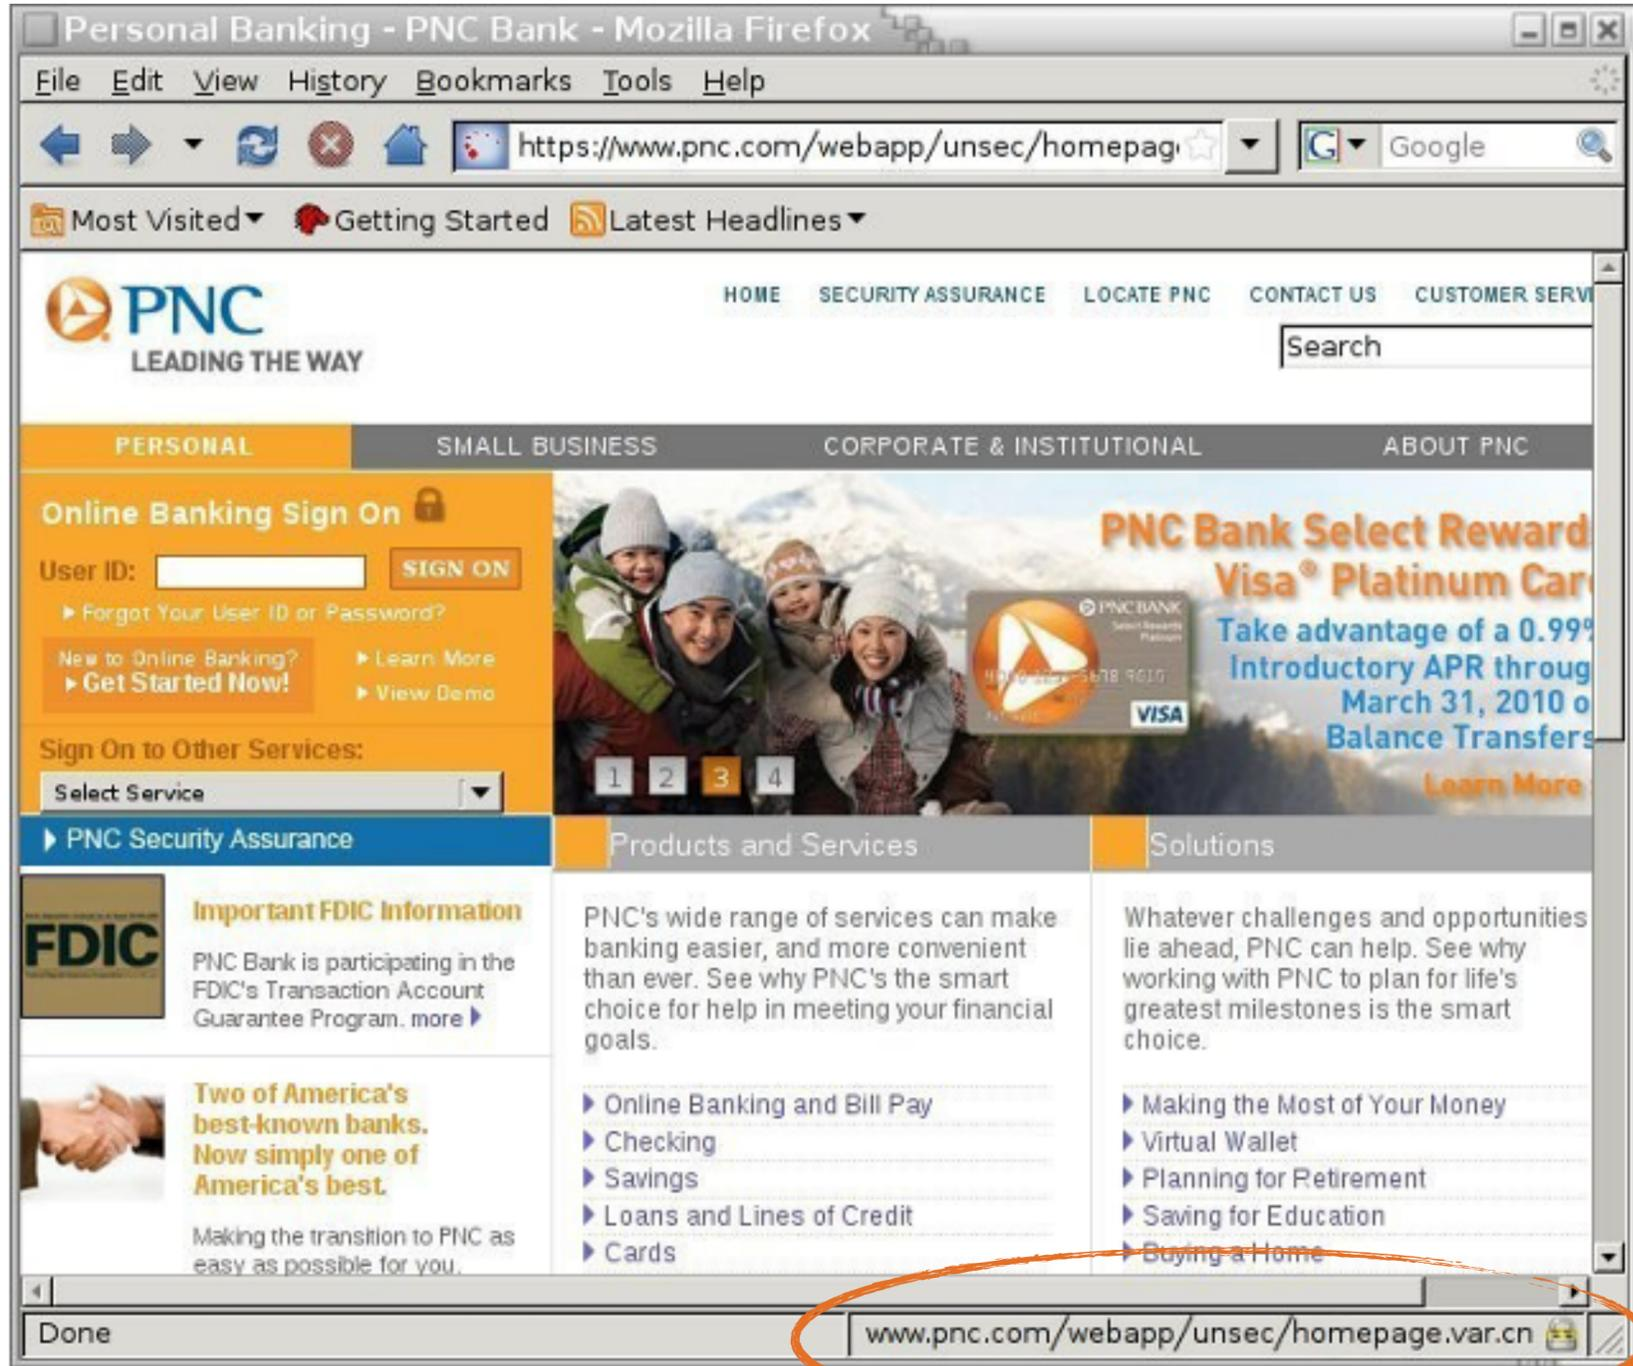 Personal Banking - PNC Bank - Mozilla Firefox
File Edit View History Bookmarks Tools Help
https://www.pnc.com/webapp/unsec/homepag
G Google
Most Visited Getting Started Latest Headlines
PNC
LEADING THE WAY
HOME SECURITY ASSURANCE LOCATE PNC CONTACT US CUSTOMER SERV
Search
PERSONAL SMALL BUSINESS CORPORATE & INSTITUTIONAL ABOUT PNC
Online Banking Sign On
User ID: SIGN ON
Forgot Your User ID or Password?
New to Online Banking?
Get Started Now!
Learn More
View Demo
Sign On to Other Services:
Select Service
1 2 3 4
PNC BANK
Select Rewards
Platinum
VISA
PNC Bank Select Reward
Visa® Platinum Car
Take advantage of a 0.99%
Introductory APR throug
March 31, 2010 o
Balance Transfers
Learn More
PNC Security Assurance
FDIC
Important FDIC Information
PNC Bank is participating in the
FDIC's Transaction Account
Guarantee Program. more
Two of America's
best-known banks.
Now simply one of
America's best.
Making the transition to PNC as
easy as possible for you.
Products and Services
PNC's wide range of services can make
banking easier, and more convenient
than ever. See why PNC's the smart
choice for help in meeting your financial
goals.
Online Banking and Bill Pay
Checking
Savings
Loans and Lines of Credit
Cards
Solutions
Whatever challenges and opportunities
lie ahead, PNC can help. See why
working with PNC to plan for life's
greatest milestones is the smart
choice.
Making the Most of Your Money
Virtual Wallet
Planning for Retirement
Saving for Education
Buying a Home
Done
www.pnc.com/webapp/unsec/homepage.var.cn